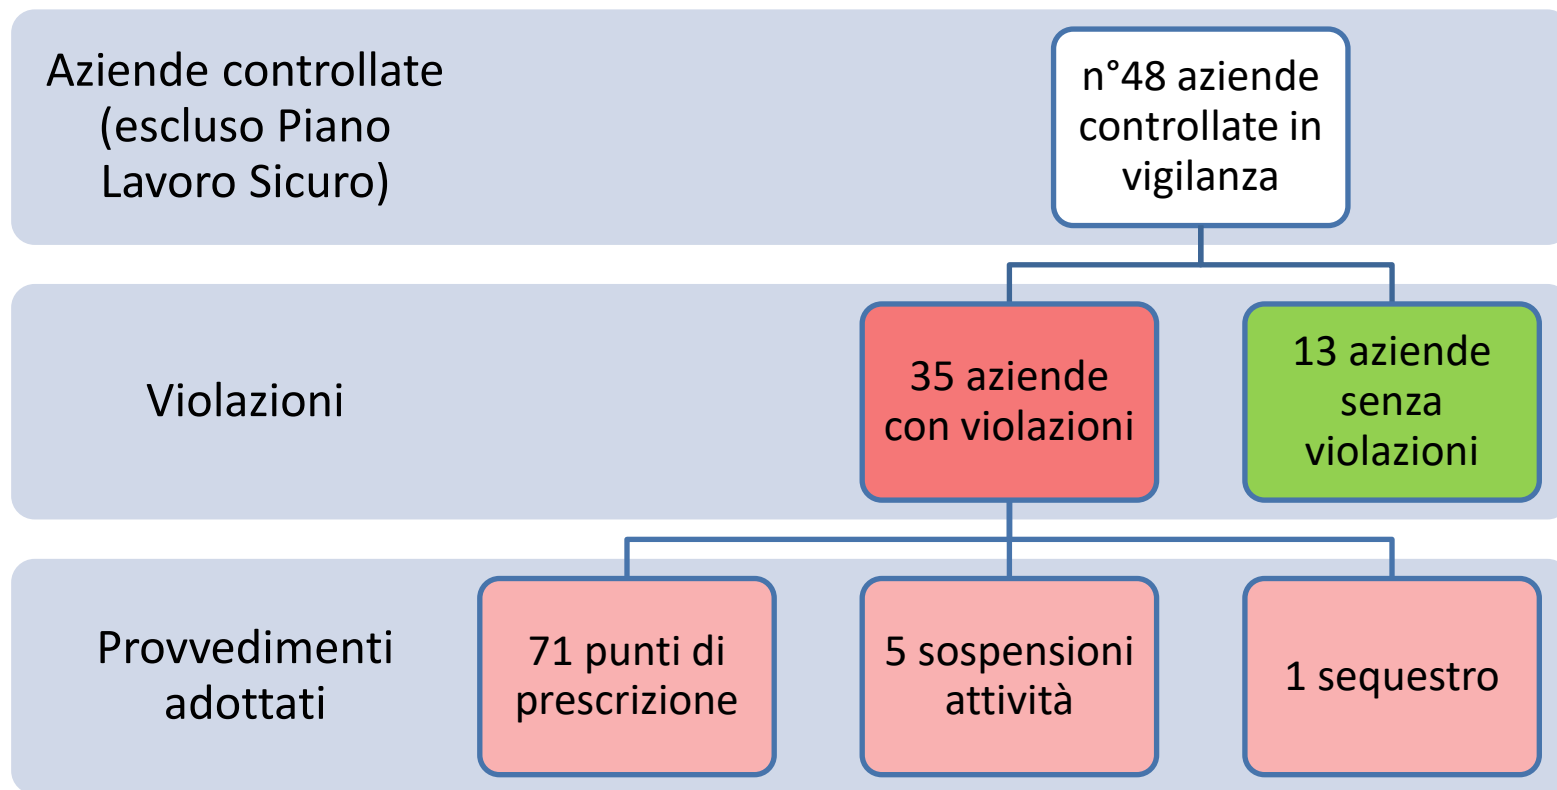 Aziende controllate
(escluso Piano
Lavoro Sicuro)
n°48 aziende
controllate in
vigilanza
Violazioni
35 aziende
con violazioni
13 aziende
senza
violazioni
Provvedimenti
adottati
71 punti di
prescrizione
5 sospensioni
attività
1 sequestro